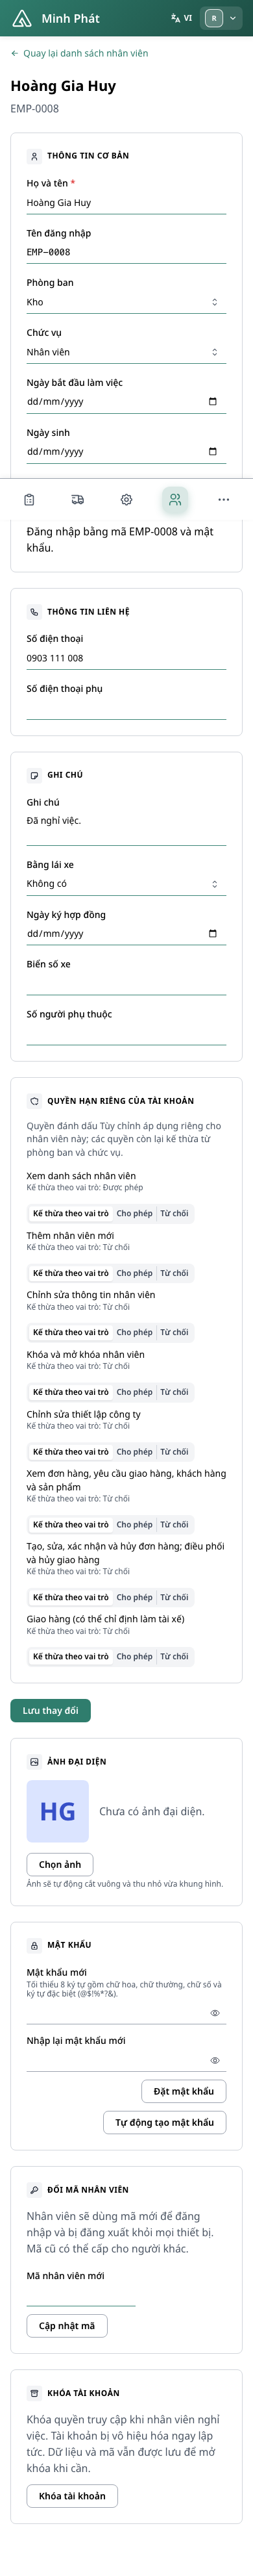 Minh Phát
VI
R
Quay lại danh sách nhân viên
Hoàng Gia Huy
EMP-0008
THÔNG TIN CƠ BẢN
Họ và tên *
Hoàng Gia Huy
Tên đăng nhập
EMP-0008
Phòng ban
Kho
Chức vụ
Nhân viên
Ngày bắt đầu làm việc
dd/mm/yyyy
Ngày sinh
dd/mm/yyyy
Đăng nhập bằng mã EMP-0008 và mật
khẩu.
THÔNG TIN LIÊN HỆ
Số điện thoại
0903 111 008
Số điện thoại phụ
GHI CHÚ
Ghi chú
Đã nghỉ việc.
Bằng lái xe
Không có
Ngày ký hợp đồng
dd/mm/yyyy
Biển số xe
Số người phụ thuộc
QUYỀN HẠN RIÊNG CỦA TÀI KHOẢN
Quyền đánh dấu Tùy chỉnh áp dụng riêng cho
nhân viên này; các quyền còn lại kế thừa từ
phòng ban và chức vụ.
Xem danh sách nhân viên
Kế thừa theo vai trò: Được phép
Kế thừa theo vai trò Cho phép Từ chối
Thêm nhân viên mới
Kế thừa theo vai trò: Từ chối
Kế thừa theo vai trò Cho phép Từ chối
Chỉnh sửa thông tin nhân viên
Kế thừa theo vai trò: Từ chối
Kế thừa theo vai trò Cho phép Từ chối
Khóa và mở khóa nhân viên
Kế thừa theo vai trò: Từ chối
Kế thừa theo vai trò Cho phép Từ chối
Chỉnh sửa thiết lập công ty
Kế thừa theo vai trò: Từ chối
Kế thừa theo vai trò Cho phép Từ chối
Xem đơn hàng, yêu cầu giao hàng, khách hàng
và sản phẩm
Kế thừa theo vai trò: Từ chối
Kế thừa theo vai trò Cho phép Từ chối
Tạo, sửa, xác nhận và hủy đơn hàng; điều phối
và hủy giao hàng
Kế thừa theo vai trò: Từ chối
Kế thừa theo vai trò Cho phép Từ chối
Giao hàng (có thể chỉ định làm tài xế)
Kế thừa theo vai trò: Từ chối
Kế thừa theo vai trò Cho phép Từ chối
Lưu thay đổi
ẢNH ĐẠI DIỆN
HG
Chưa có ảnh đại diện.
Chọn ảnh
Ảnh sẽ tự động cắt vuông và thu nhỏ vừa khung hình.
MẬT KHẨU
Mật khẩu mới
Tối thiểu 8 ký tự gồm chữ hoa, chữ thường, chữ số và
ký tự đặc biệt (@$!%*?&).
Nhập lại mật khẩu mới
Đặt mật khẩu
Tự động tạo mật khẩu
ĐỔI MÃ NHÂN VIÊN
Nhân viên sẽ dùng mã mới để đăng
nhập và bị đăng xuất khỏi mọi thiết bị.
Mã cũ có thể cấp cho người khác.
Mã nhân viên mới
Cập nhật mã
KHÓA TÀI KHOẢN
Khóa quyền truy cập khi nhân viên nghỉ
việc. Tài khoản bị vô hiệu hóa ngay lập
tức. Dữ liệu và mã vẫn được lưu để mở
khóa khi cần.
Khóa tài khoản